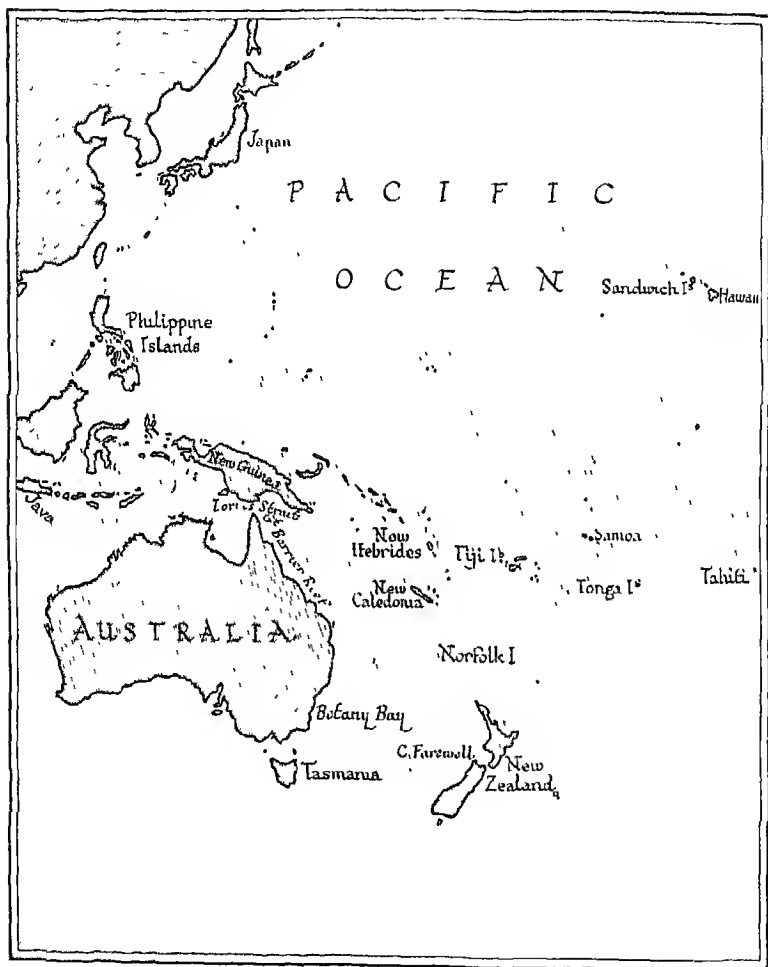 Japan
PACIFIC
OCEAN
Sandwich Iˢ
Hawaii
Philippine
Islands
New Guinea
Java
Torres Strait
Gt Barrier Reef
New
Hebrides
Fiji Iˢ
Samoa
New
Caledonia
Tonga Iˢ
Tahiti
AUSTRALIA
Norfolk I
Botany Bay
C. Farewell
New
Zealand
Tasmania